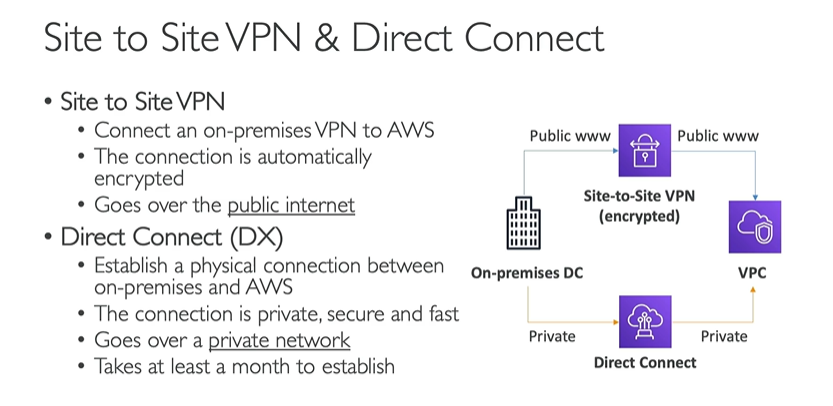 Site to Site VPN & Direct Connect
• Site to Site VPN
• Connect an on-premises VPN to AWS
• The connection is automatically
encrypted
• Goes over the public internet
• Direct Connect (DX)
• Establish a physical connection between
on-premises and AWS
• The connection is private, secure and fast
• Goes over a private network
• Takes at least a month to establish
Public www
Public www
Site-to-Site VPN
(encrypted)
On-premises DC
VPC
Private
Private
Direct Connect